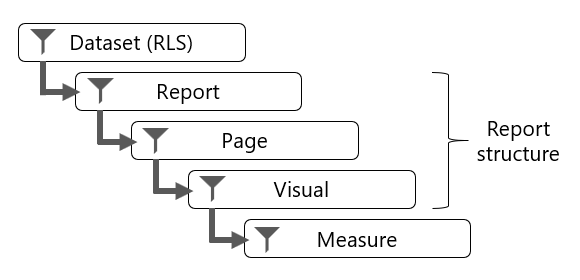 Dataset (RLS)
Report
Page
Visual
Measure
Report
structure